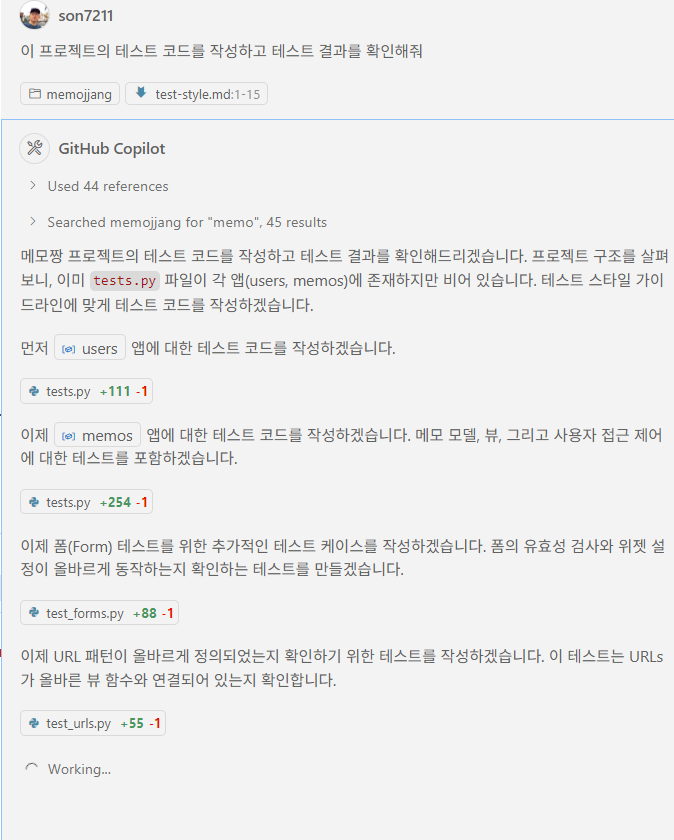 son7211
이 프로젝트의 테스트 코드를 작성하고 테스트 결과를 확인해줘
memojjang test-style.md:1-15
GitHub Copilot
Used 44 references
Searched memojjang for "memo", 45 results
메모짱 프로젝트의 테스트 코드를 작성하고 테스트 결과를 확인해드리겠습니다. 프로젝트 구조를 살펴
보니, 이미 tests.py 파일이 각 앱(users, memos)에 존재하지만 비어 있습니다. 테스트 스타일 가이
드라인에 맞게 테스트 코드를 작성하겠습니다.
먼저 users 앱에 대한 테스트 코드를 작성하겠습니다.
tests.py +111 -1
이제 memos 앱에 대한 테스트 코드를 작성하겠습니다. 메모 모델, 뷰, 그리고 사용자 접근 제어
에 대한 테스트를 포함하겠습니다.
tests.py +254 -1
이제 폼(Form) 테스트를 위한 추가적인 테스트 케이스를 작성하겠습니다. 폼의 유효성 검사와 위젯 설
정이 올바르게 동작하는지 확인하는 테스트를 만들겠습니다.
test_forms.py +88 -1
이제 URL 패턴이 올바르게 정의되었는지 확인하기 위한 테스트를 작성하겠습니다. 이 테스트는 URLs
가 올바른 뷰 함수와 연결되어 있는지 확인합니다.
test_urls.py +55 -1
Working...